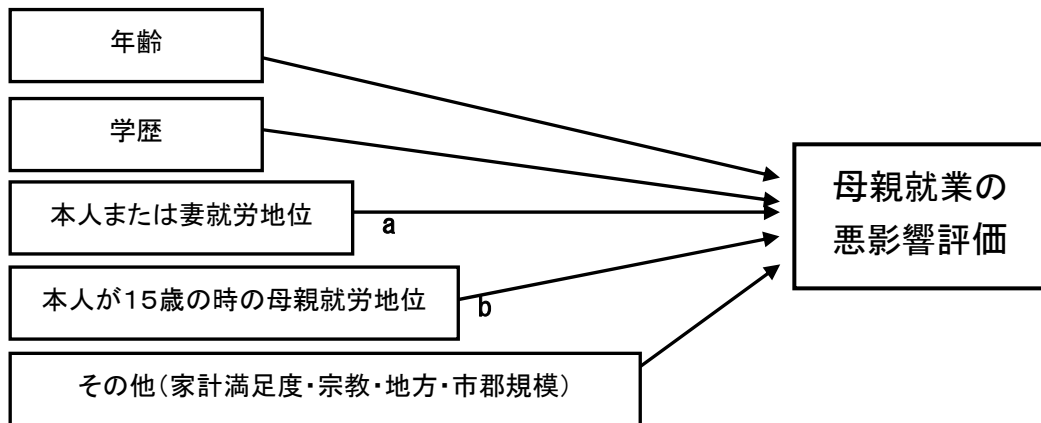 年齢
学歴
本人または妻就労地位
a
本人が15歳の時の母親就労地位
b
その他(家計満足度・宗教・地方・市郡規模)
母親就業の
悪影響評価